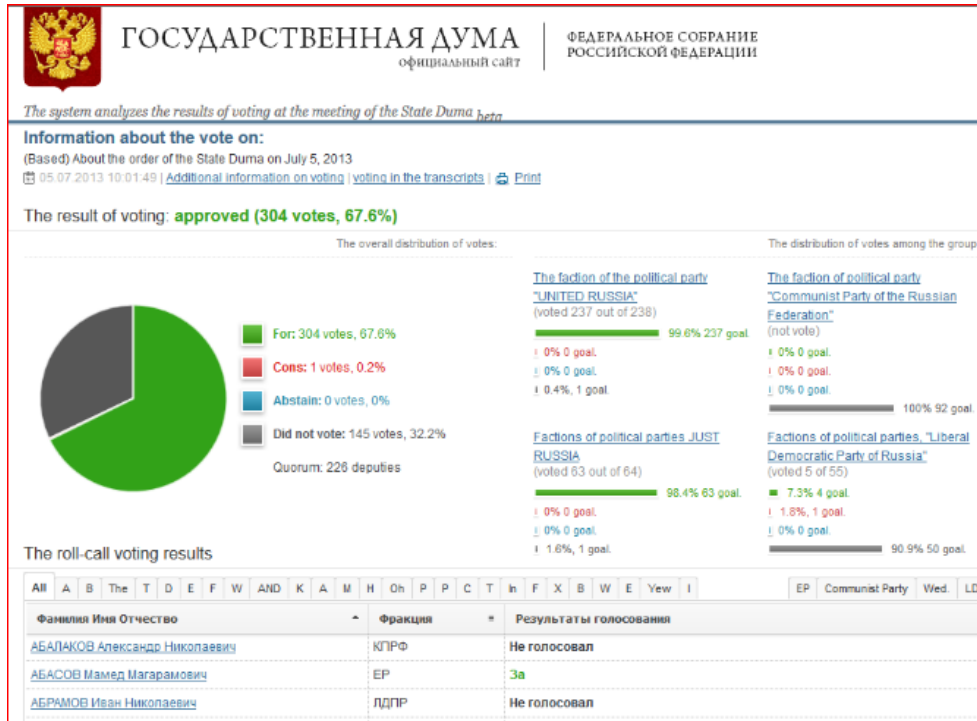 ГОСУДАРСТВЕННАЯ ДУМА
официальный сайт
ФЕДЕРАЛЬНОЕ СОБРАНИЕ
РОССИЙСКОЙ ФЕДЕРАЦИИ
The system analyzes the results of voting at the meeting of the State Duma beta
Information about the vote on:
(Based) About the order of the State Duma on July 5, 2013
05.07.2013 10:01:49 | Additional information on voting | voting in the transcripts | Print
The result of voting: approved (304 votes, 67.6%)
The overall distribution of votes:
For: 304 votes, 67.6%
Cons: 1 votes, 0.2%
Abstain: 0 votes, 0%
Did not vote: 145 votes, 32.2%
Quorum: 226 deputies
The distribution of votes among the group
The faction of the political party
"UNITED RUSSIA"
(voted 237 out of 238)
99.6% 237 goal.
0% 0 goal.
0% 0 goal.
0.4%, 1 goal.
The faction of political party
"Communist Party of the Russian
Federation"
(not vote)
0% 0 goal.
0% 0 goal.
0% 0 goal.
100% 92 goal.
Factions of political parties JUST
RUSSIA
(voted 63 out of 64)
98.4% 63 goal.
0% 0 goal.
0% 0 goal.
1.6%, 1 goal.
Factions of political parties, "Liberal
Democratic Party of Russia"
(voted 5 of 55)
7.3% 4 goal.
1.8%, 1 goal.
0% 0 goal.
90.9% 50 goal.
The roll-call voting results
All A B The T D E F W AND K A M H Oh P P C T In F X B W E Yew I EP Communist Party Wed. LD
Фамилия Имя Отчество Фракция Результаты голосования
АБАЛАКОВ Александр Николаевич КПРФ Не голосовал
АБАСОВ Мамед Магарамович ЕР За
АБРАМОВ Иван Николаевич ЛДПР Не голосовал